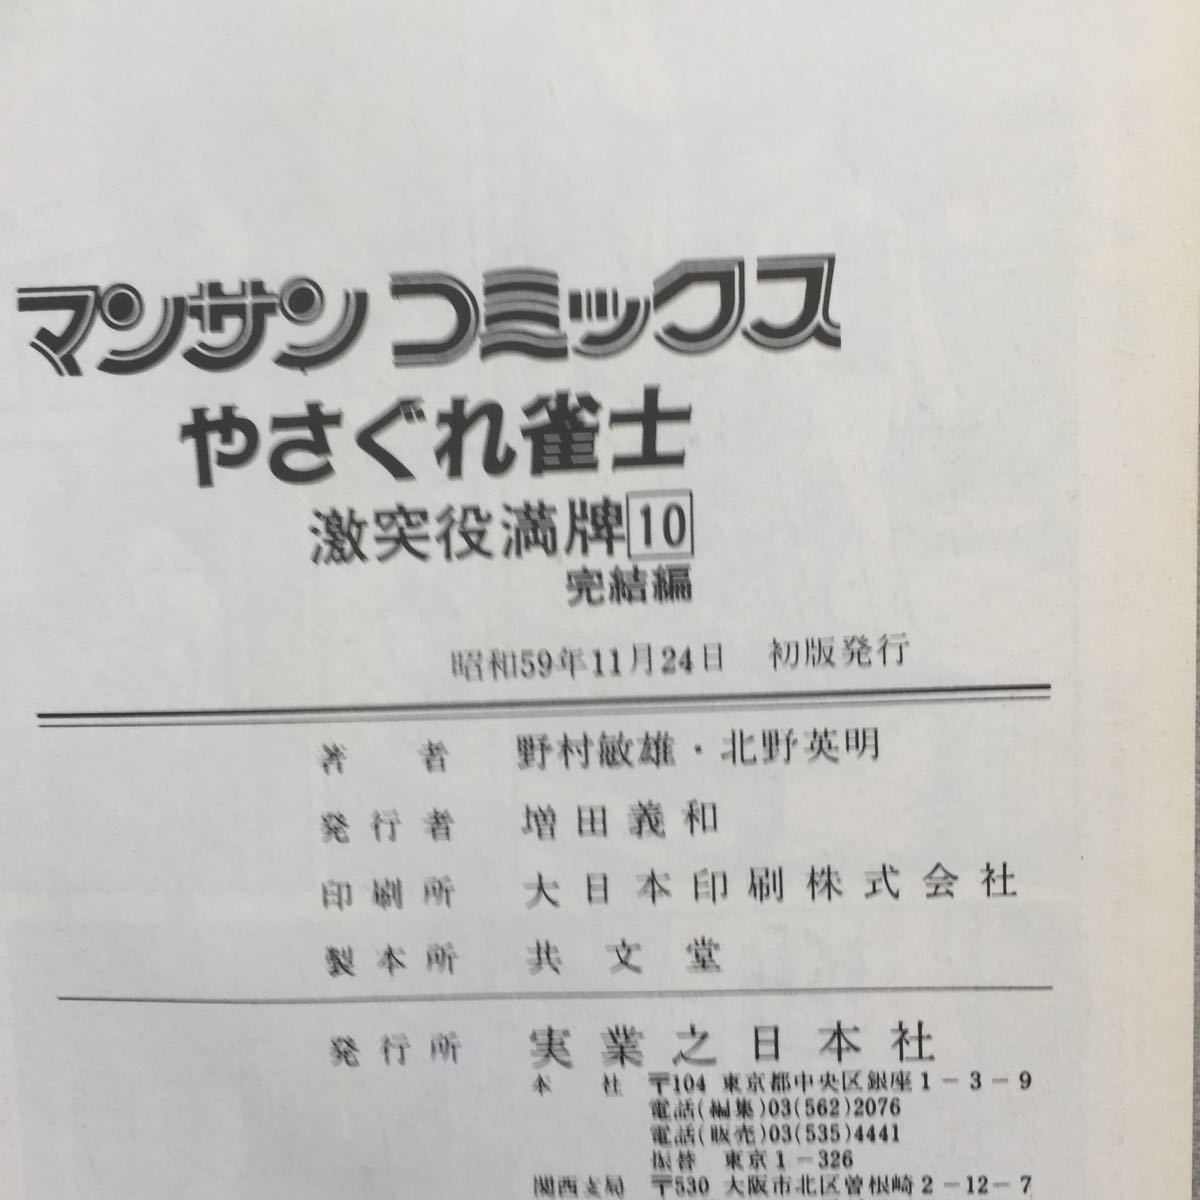 マンサンコミックス
やさぐれ雀士
激突役満牌10
完結編
昭和59年11月24日 初版発行
著者 野村敏雄・北野英明
発行者 増田義和
印刷所 大日本印刷株式会社
製本所 共文堂
発行所 実業之日本社
本社 〒104 東京都中央区銀座1-3-9
電話(編集)03(562)2076
電話(販売)03(535)4441
振替 東京1-326
関西支局 〒530 大阪市北区曽根崎2-12-7